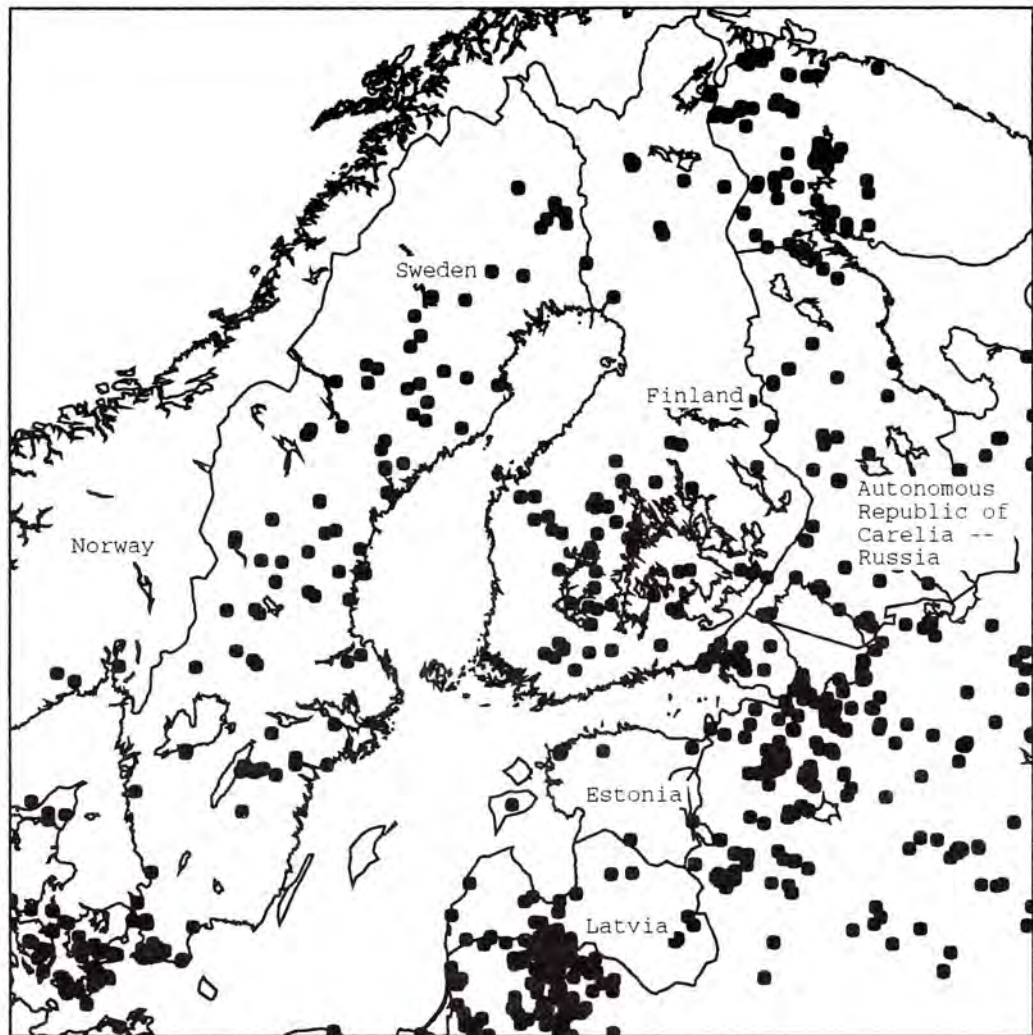 Sweden
Finland
Autonomous
Republic of
Carelia --
Russia
Norway
Estonia
Latvia